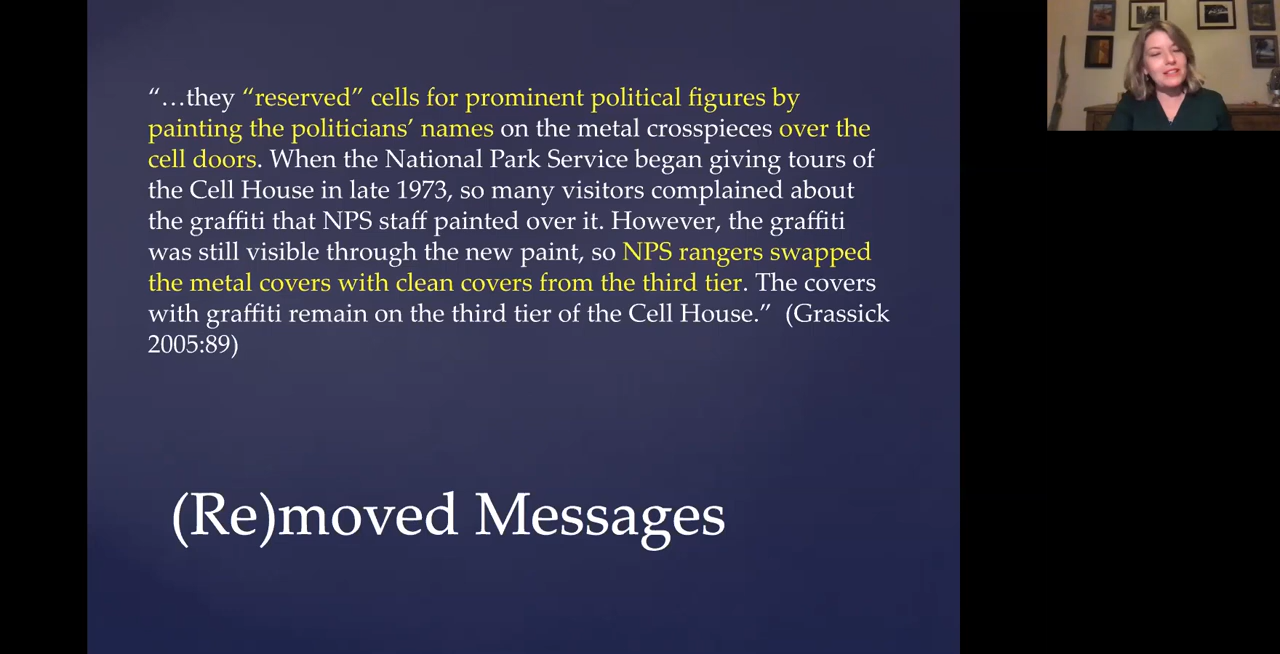 “…they “reserved” cells for prominent political figures by
painting the politicians’ names on the metal crosspieces over the
cell doors. When the National Park Service began giving tours of
the Cell House in late 1973, so many visitors complained about
the graffiti that NPS staff painted over it. However, the graffiti
was still visible through the new paint, so NPS rangers swapped
the metal covers with clean covers from the third tier. The covers
with graffiti remain on the third tier of the Cell House.” (Grassick
2005:89)
(Re)moved Messages